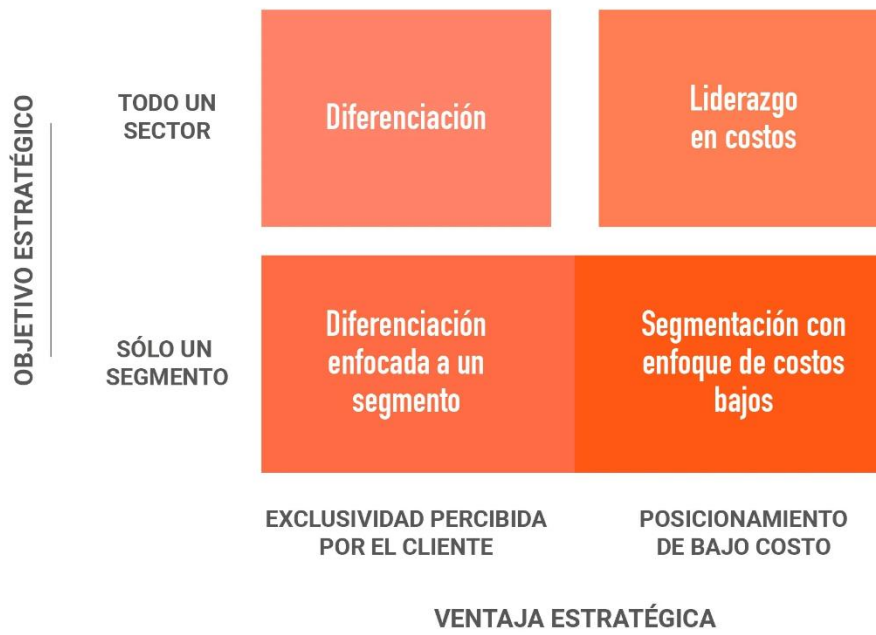 OBJETIVO ESTRATÉGICO
TODO UN
SECTOR
Diferenciación
Liderazgo
en costos
SÓLO UN
SEGMENTO
Diferenciación
enfocada a un
segmento
Segmentación con
enfoque de costos
bajos
EXCLUSIVIDAD PERCIBIDA
POR EL CLIENTE
POSICIONAMIENTO
DE BAJO COSTO
VENTAJA ESTRATÉGICA